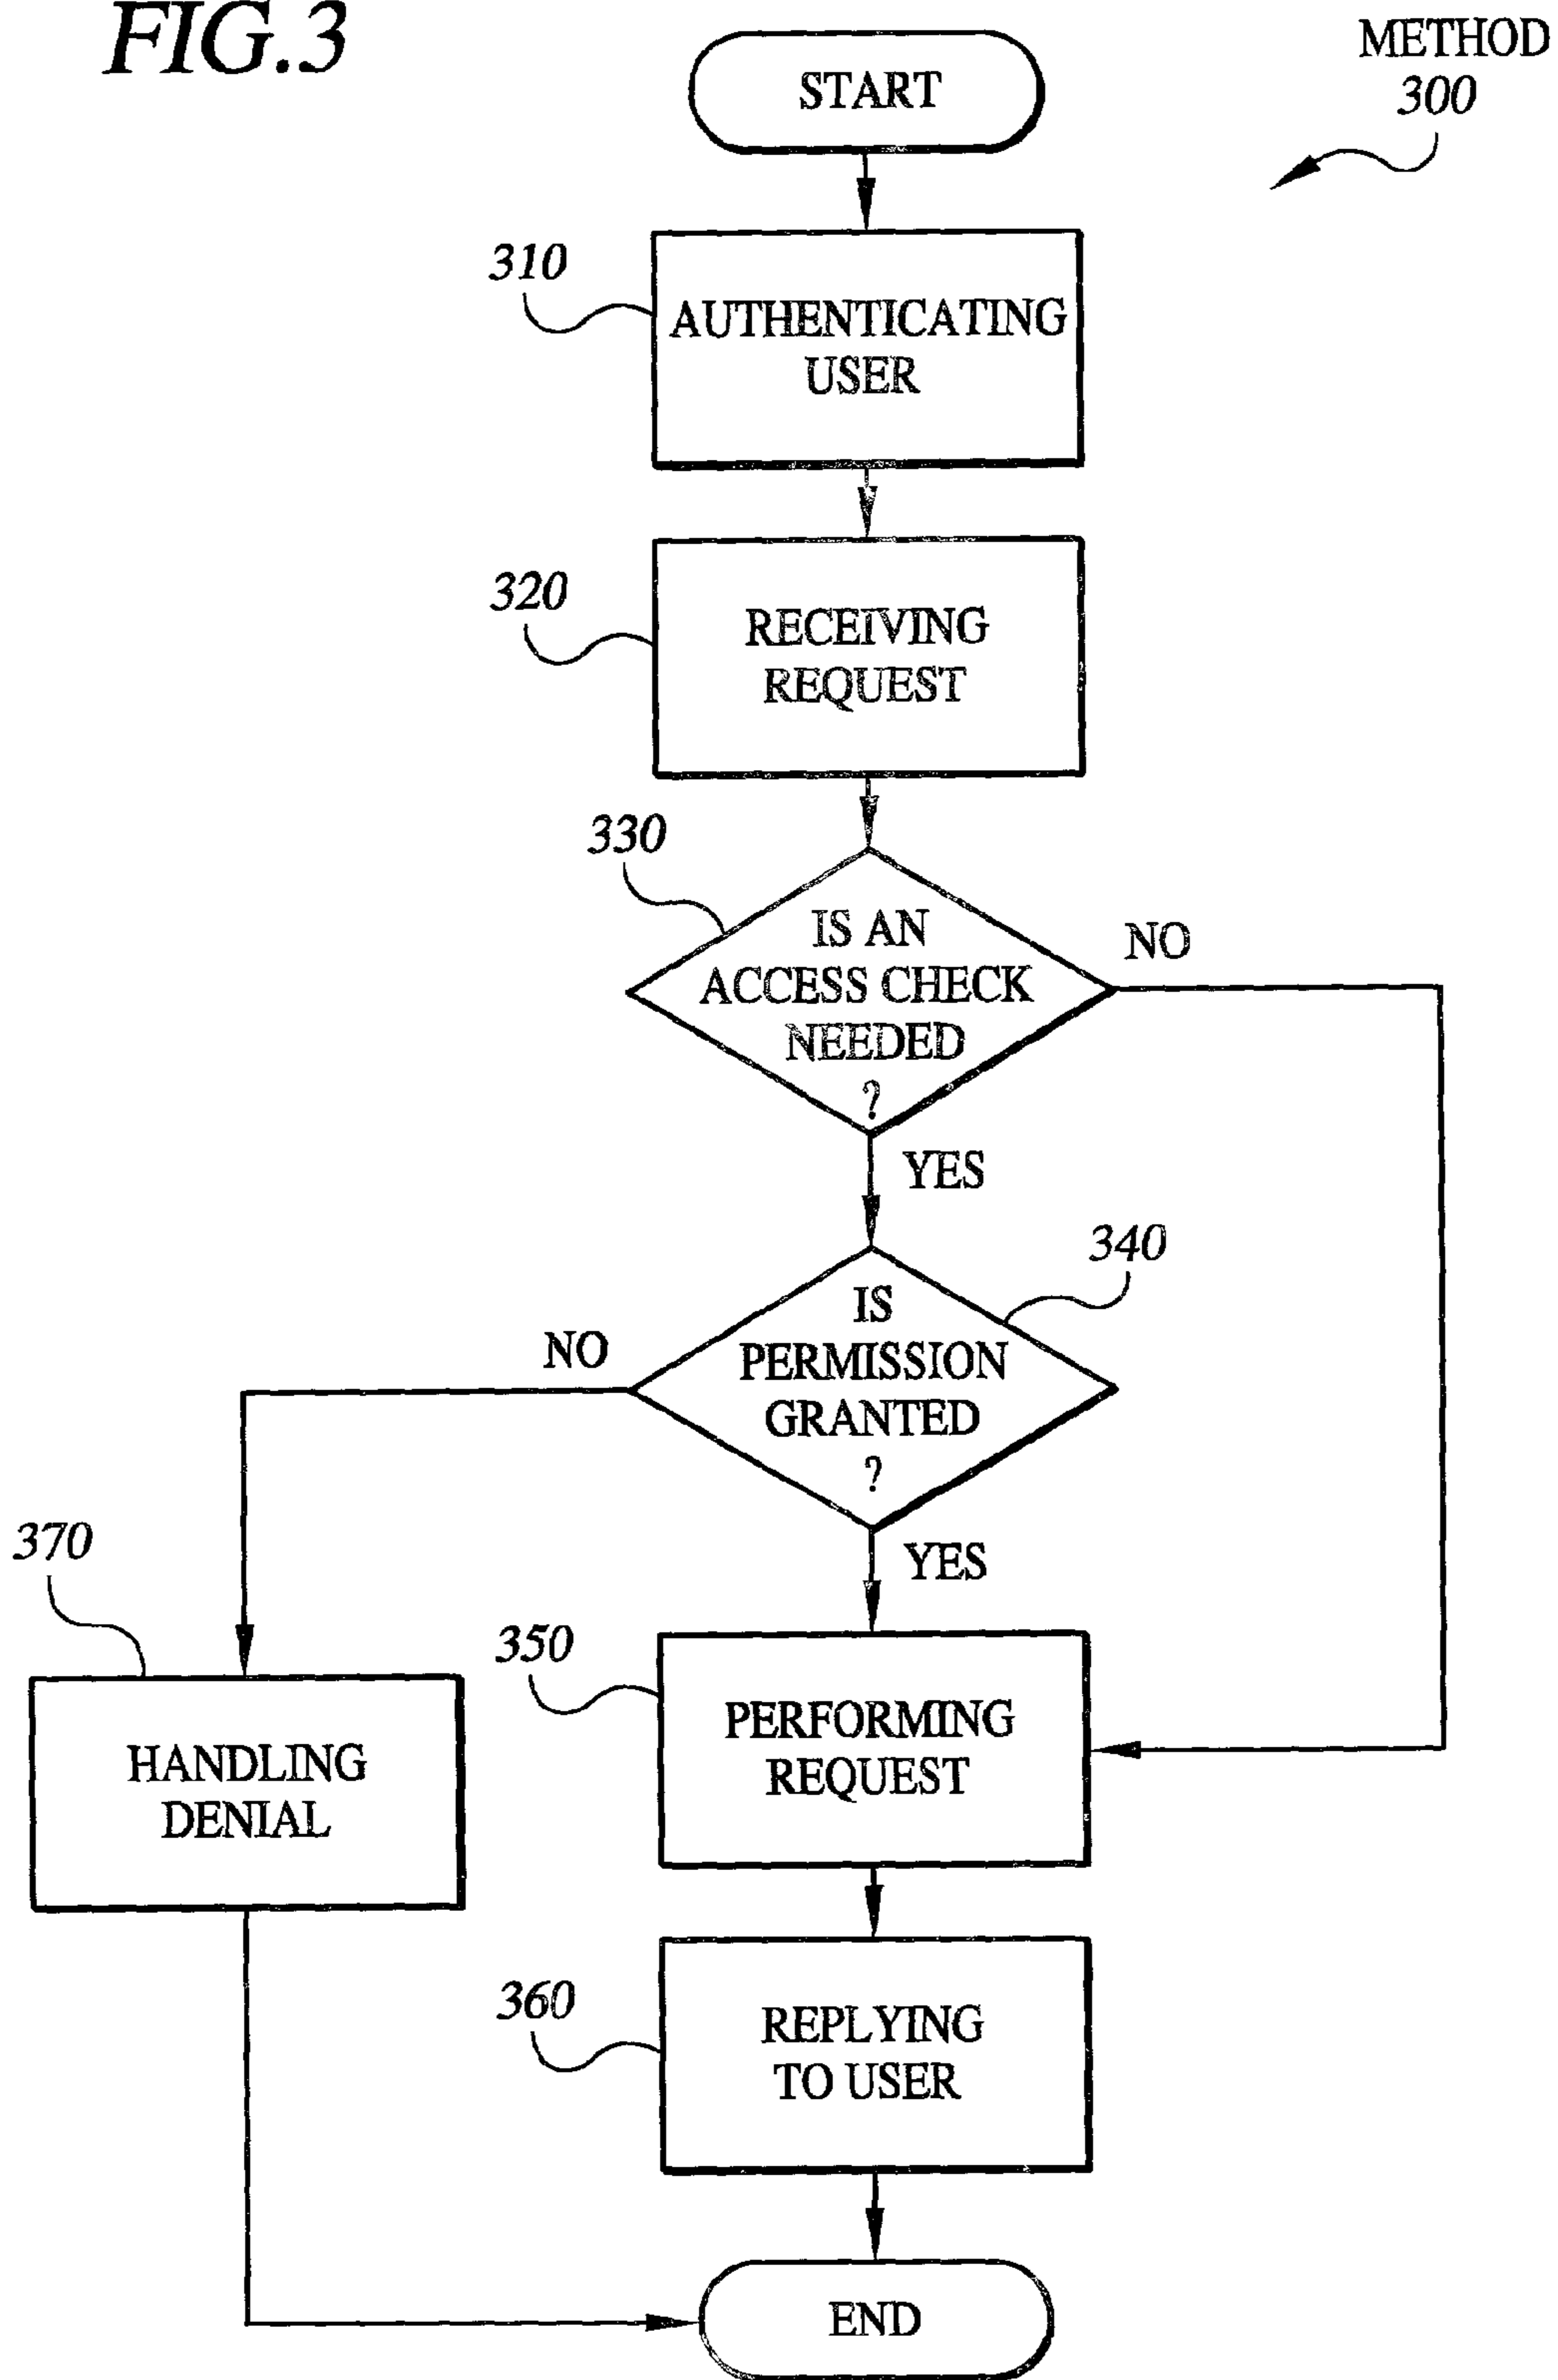 FIG.3
METHOD
300
START
310
AUTHENTICATING
USER
320
RECEIVING
REQUEST
330
IS AN
ACCESS CHECK
NEEDED
?
NO
YES
340
IS
PERMISSION
GRANTED
?
NO
YES
370
HANDLING
DENIAL
350
PERFORMING
REQUEST
360
REPLYING
TO USER
END